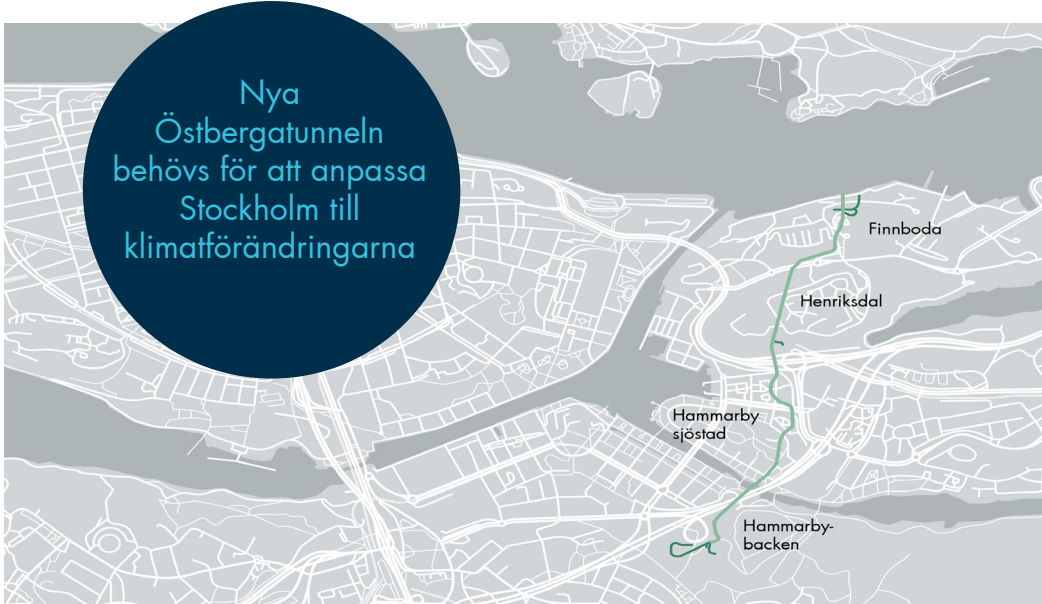 Nya
Östbergatunneln
behövs för att anpassa
Stockholm till
klimatförändringarna
Finnboda
Henriksdal
Hammarby
sjöstad
Hammarby-
backen